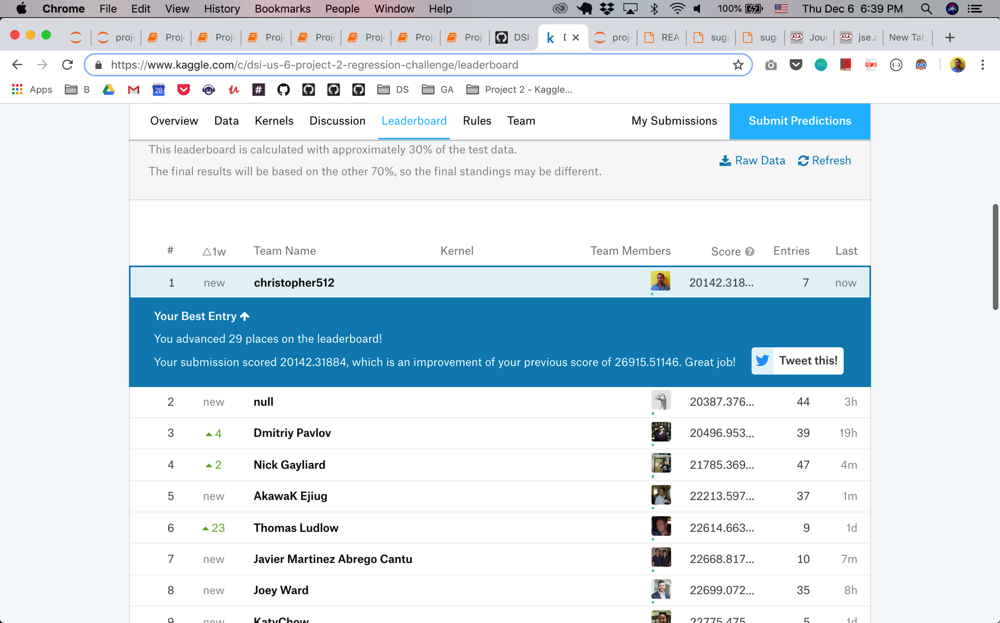 Chrome File Edit View History Bookmarks People Window Help 100% Thu Dec 6 6:39 PM
proj Proj Proj Proj Proj Proj Proj Proj DSI- k proj REA sugg sugg ASA Jour ASA jse.a New Tab
https://www.kaggle.com/c/dsi-us-6-project-2-regression-challenge/leaderboard
Apps B 28 # DS GA Project 2 - Kaggle...
Overview Data Kernels Discussion Leaderboard Rules Team My Submissions Submit Predictions
This leaderboard is calculated with approximately 30% of the test data.
The final results will be based on the other 70%, so the final standings may be different.
Raw Data Refresh
# △1w Team Name Kernel Team Members Score ? Entries Last
1 new christopher512 20142.318... 7 now
Your Best Entry
You advanced 29 places on the leaderboard!
Your submission scored 20142.31884, which is an improvement of your previous score of 26915.51146. Great job! Tweet this!
2 new null 20387.376... 44 3h
3 4 Dmitriy Pavlov 20496.953... 39 19h
4 2 Nick Gayliard 21785.369... 47 4m
5 new AkawaK Ejiug 22213.597... 37 1m
6 23 Thomas Ludlow 22614.663... 9 1d
7 new Javier Martinez Abrego Cantu 22668.817... 10 7m
8 new Joey Ward 22699.072... 35 8h
9 new KatyChow 22775.475... 5 1d